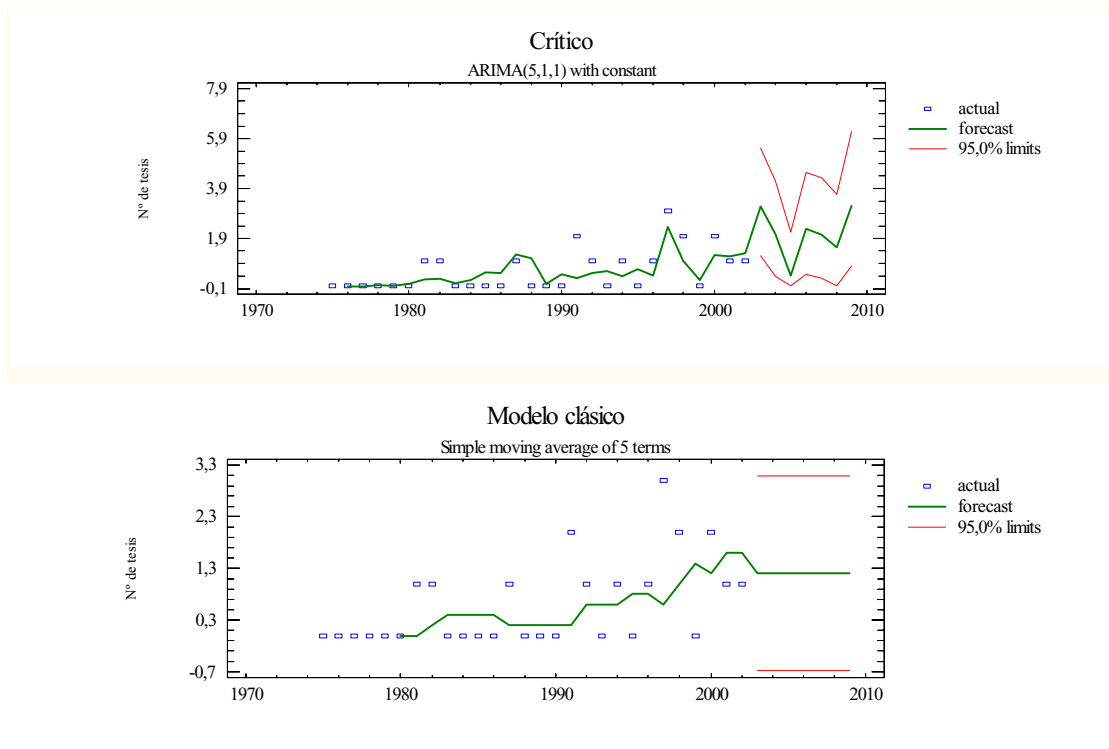 Crítico
ARIMA(5,1,1) with constant
7,9
5,9
3,9
1,9
-0,1
Nº de tesis
1970 1980 1990 2000 2010
actual
forecast
95,0% limits
Modelo clásico
Simple moving average of 5 terms
3,3
2,3
1,3
0,3
-0,7
Nº de tesis
1970 1980 1990 2000 2010
actual
forecast
95,0% limits